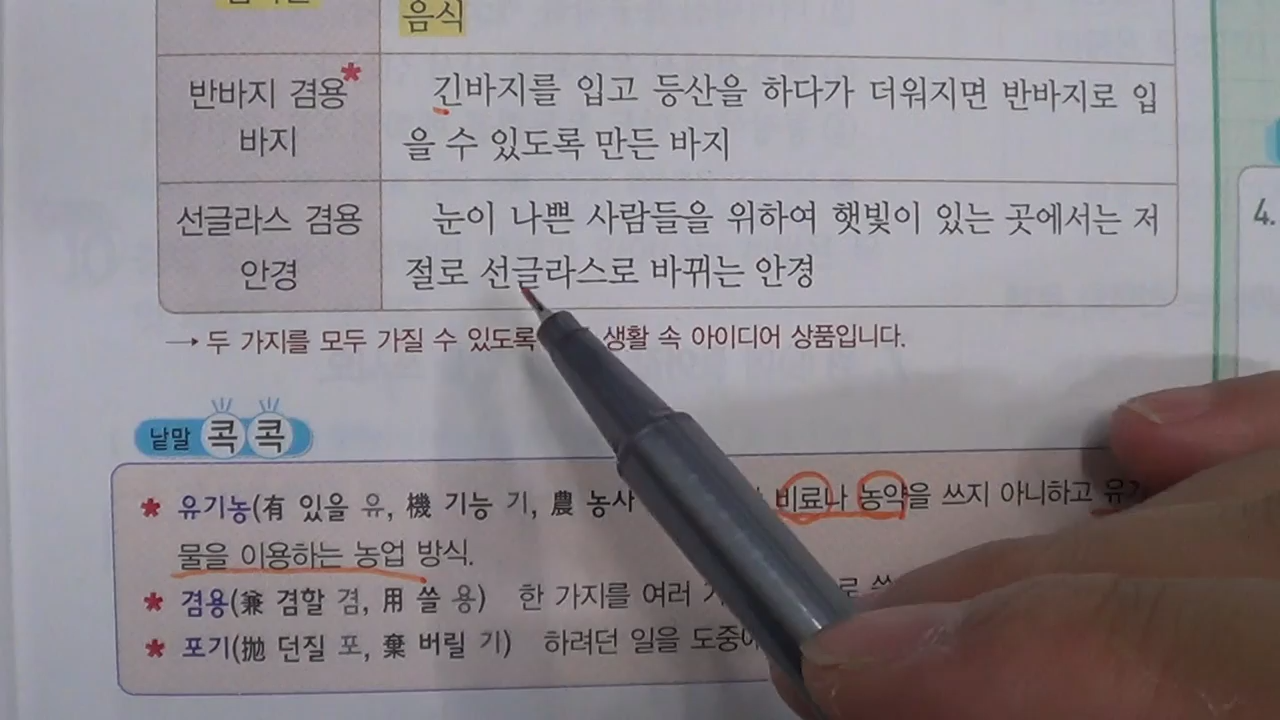 음식
반바지 겸용*
바지
긴바지를 입고 등산을 하다가 더워지면 반바지로 입
을 수 있도록 만든 바지
선글라스 겸용
안경
눈이 나쁜 사람들을 위하여 햇빛이 있는 곳에서는 저
절로 선글라스로 바뀌는 안경
→ 두 가지를 모두 가질 수 있도록 생활 속 아이디어 상품입니다.
낱말 콕콕
* 유기농(有 있을 유, 機 기능 기, 農 농사 비료나 농약을 쓰지 아니하고
물을 이용하는 농업 방식.
* 겸용(兼 겸할 겸, 用 쓸 용) 한 가지를 여러
* 포기(抛 던질 포, 棄 버릴 기) 하려던 일을
4.